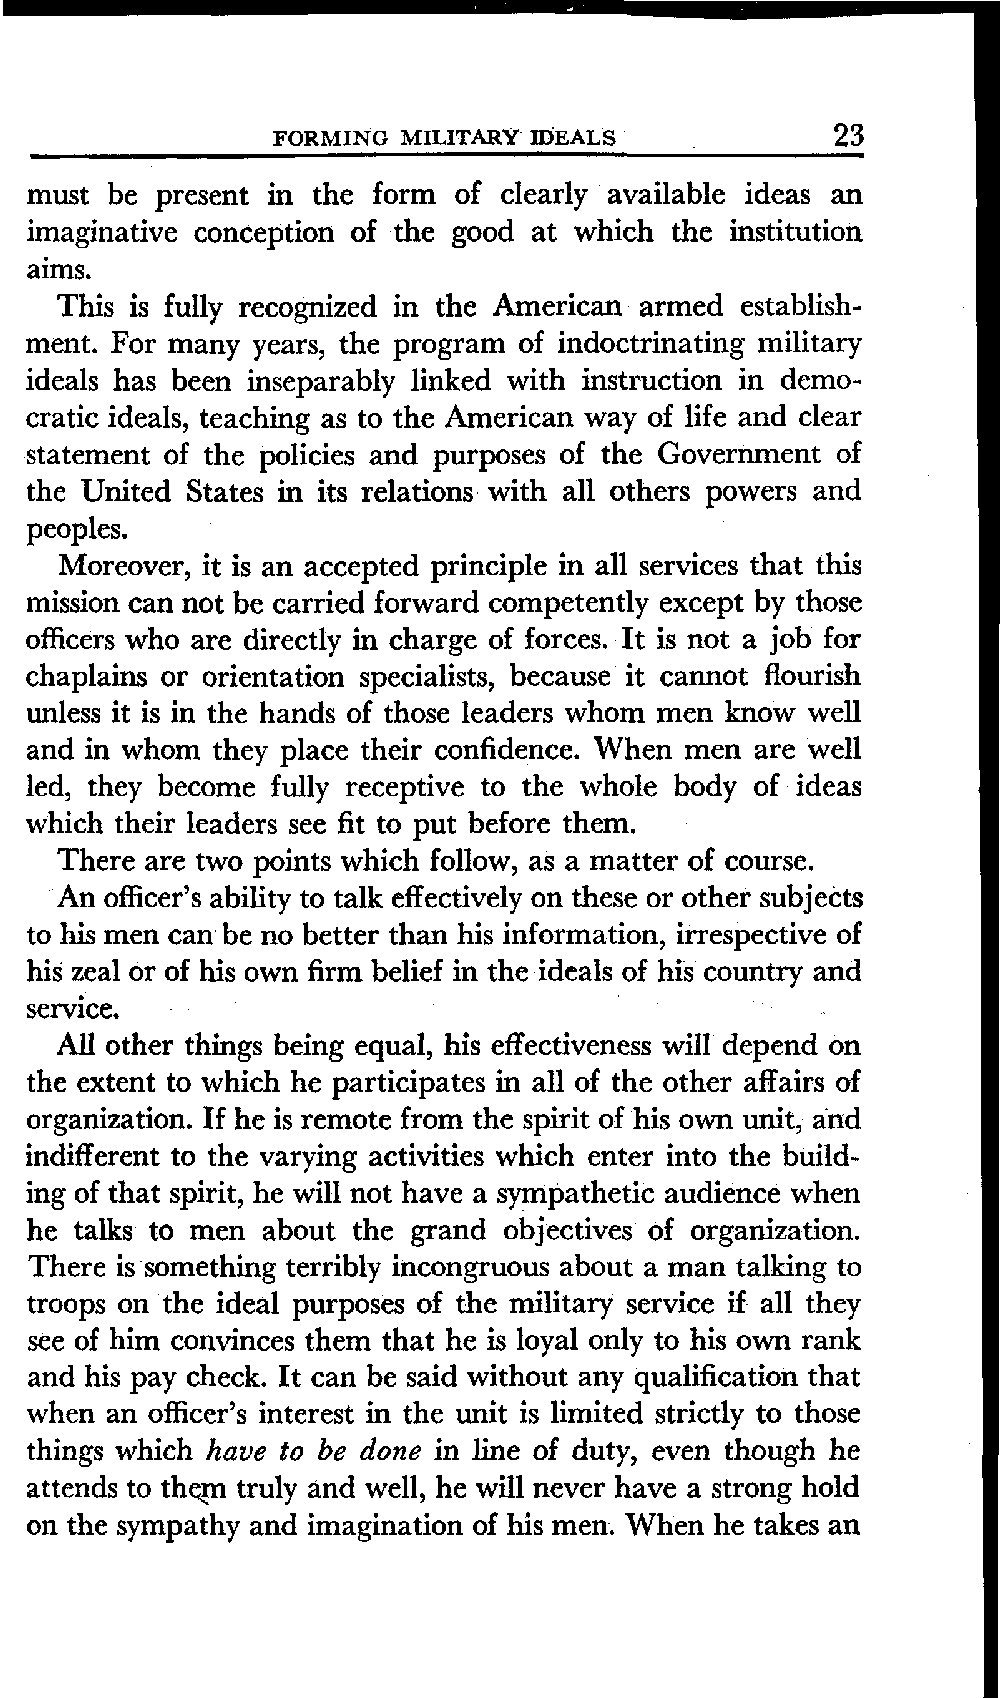 FORMING MILITARY IDEALS 23
must be present in the form of clearly available ideas an
imaginative conception of the good at which the institution
aims.
This is fully recognized in the American armed establish-
ment. For many years, the program of indoctrinating military
ideals has been inseparably linked with instruction in demo-
cratic ideals, teaching as to the American way of life and clear
statement of the policies and purposes of the Government of
the United States in its relations with all others powers and
peoples.
Moreover, it is an accepted principle in all services that this
mission can not be carried forward competently except by those
officers who are directly in charge of forces. It is not a job for
chaplains or orientation specialists, because it cannot flourish
unless it is in the hands of those leaders whom men know well
and in whom they place their confidence. When men are well
led, they become fully receptive to the whole body of ideas
which their leaders see fit to put before them.
There are two points which follow, as a matter of course.
An officer's ability to talk effectively on these or other subjects
to his men can be no better than his information, irrespective of
his zeal or of his own firm belief in the ideals of his country and
service.
All other things being equal, his effectiveness will depend on
the extent to which he participates in all of the other affairs of
organization. If he is remote from the spirit of his own unit, and
indifferent to the varying activities which enter into the build-
ing of that spirit, he will not have a sympathetic audience when
he talks to men about the grand objectives of organization.
There is something terribly incongruous about a man talking to
troops on the ideal purposes of the military service if all they
see of him convinces them that he is loyal only to his own rank
and his pay check. It can be said without any qualification that
when an officer's interest in the unit is limited strictly to those
things which have to be done in line of duty, even though he
attends to them truly and well, he will never have a strong hold
on the sympathy and imagination of his men. When he takes an